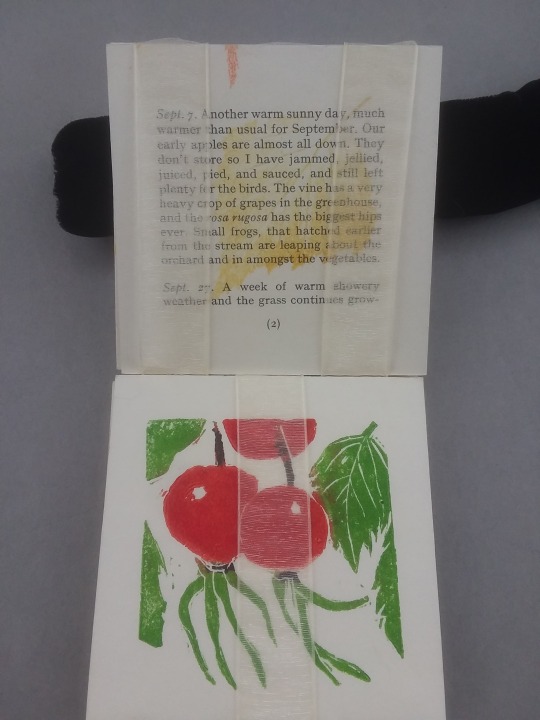 Sept. 7. Another warm sunny day, much
warmer than usual for September. Our
early apples are almost all down. They
don't store so I have jammed, jellied,
juiced, pied, and sauced, and still left
plenty for the birds. The vine has a very
heavy crop of grapes in the greenhouse,
and the rosa rugosa has the biggest hips
ever. Small frogs, that hatched earlier
from the stream are leaping about the
orchard and in amongst the vegetables.
Sept. 27. A week of warm showery
weather and the grass continues grow-
(2)